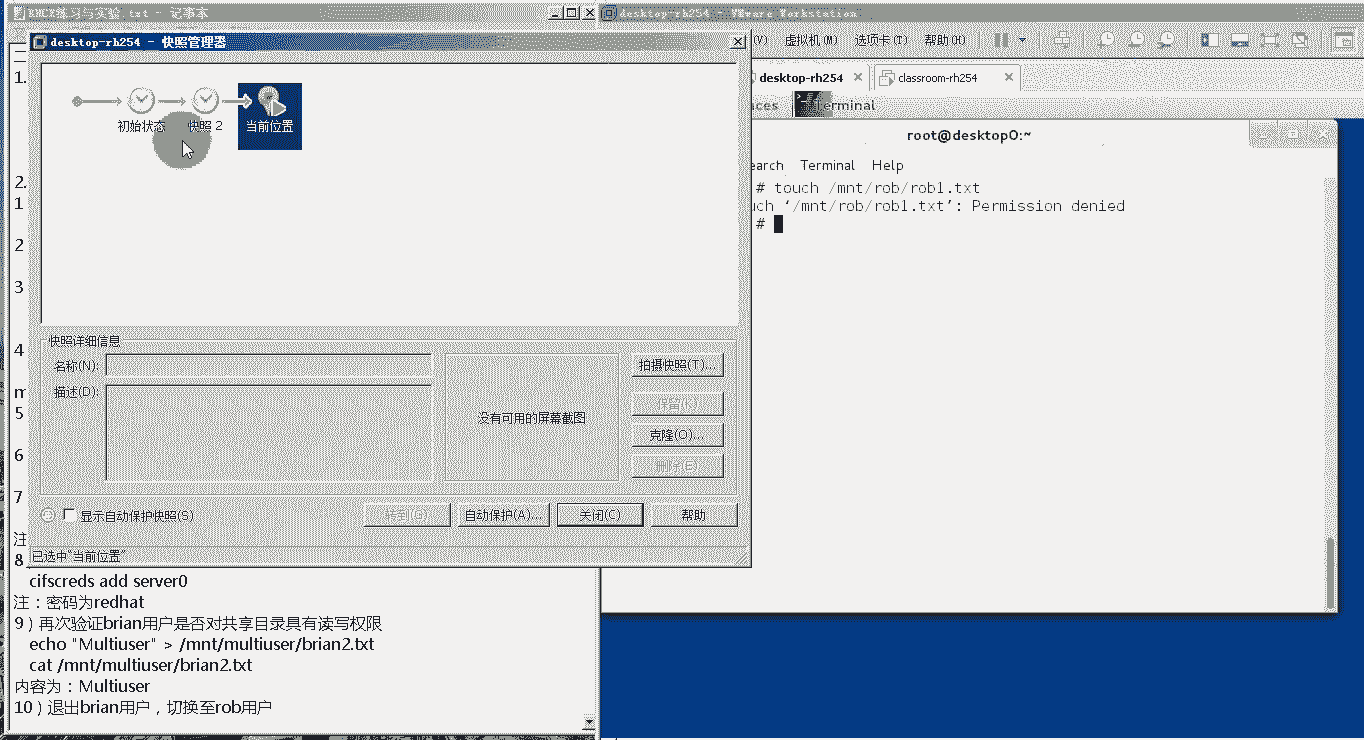 RHCE练习与实验.txt - 记事本
desktop-rh254 - VMware Workstation
desktop-rh254 - 快照管理器
(V) 虚拟机(M) 选项卡(T) 帮助(H)
desktop-rh254
classroom-rh254
aces Terminal
root@desktop0:~
earch Terminal Help
# touch /mnt/rob/rob1.txt
uch ‘/mnt/rob/rob1.txt’: Permission denied
#
1.
初始状态
快照 2
当前位置
2.
1
2
3
4
m
5
6
7
注
8
快照详细信息
名称(N):
描述(D):
没有可用的屏幕截图
拍摄快照(T)...
保留(K)
克隆(O)...
删除(E)
显示自动保护快照(S)
转到(G)
自动保护(A)...
关闭(C)
帮助
已选中"当前位置"
cifscreds add server0
注：密码为redhat
9）再次验证brian用户是否对共享目录具有读写权限
echo "Multiuser" > /mnt/multiuser/brian2.txt
cat /mnt/multiuser/brian2.txt
内容为：Multiuser
10）退出brian用户，切换至rob用户